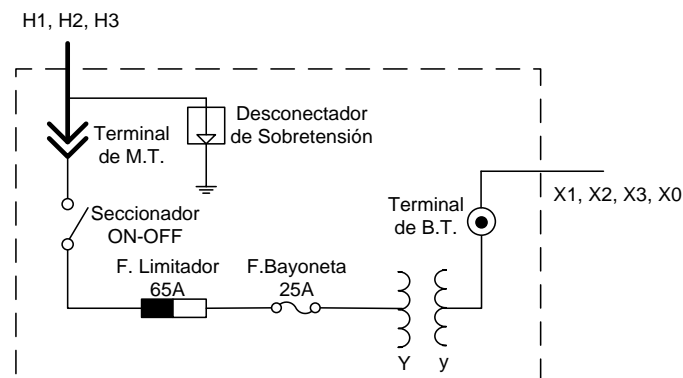 H1, H2, H3
Desconectador
de Sobretensión
Terminal
de M.T.
Terminal
de B.T.
X1, X2, X3, X0
Seccionador
ON-OFF
F. Limitador
65A
F.Bayoneta
25A
Y
y